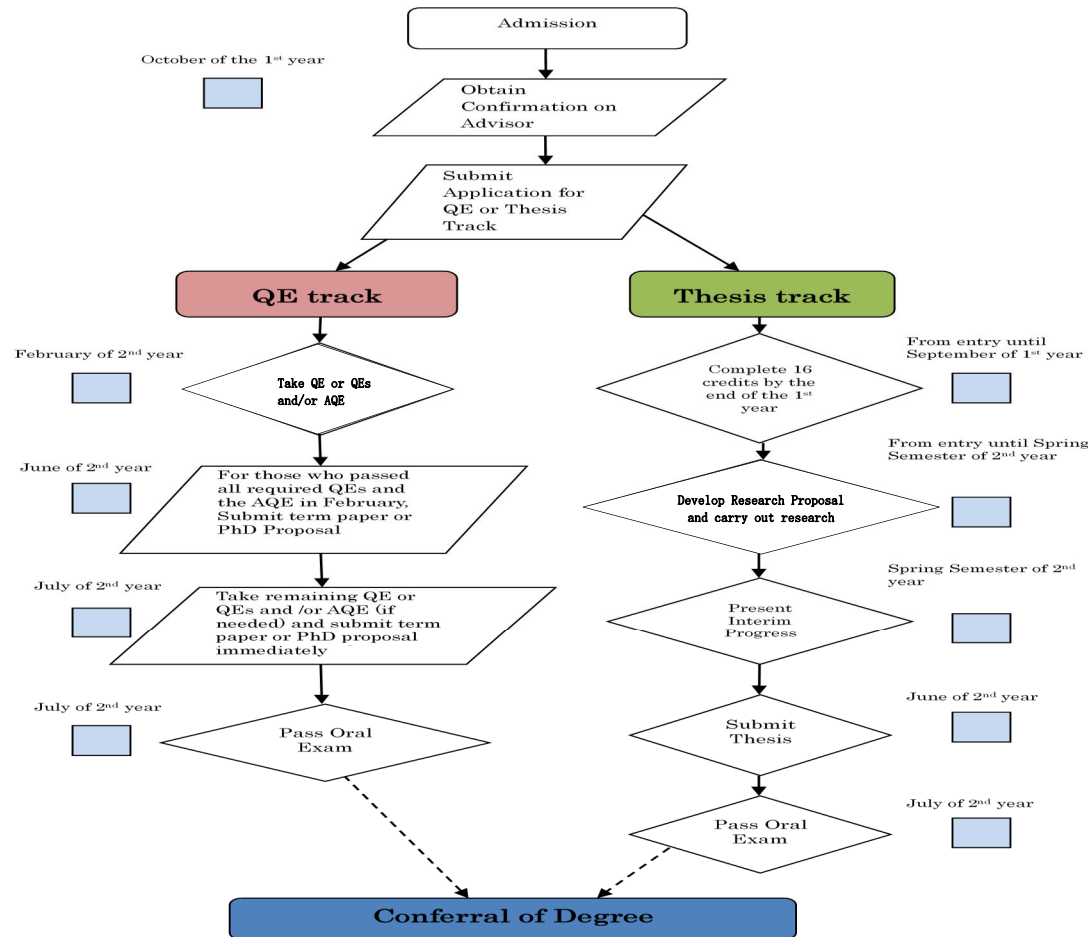 Admission
October of the 1st year
Obtain
Confirmation on
Advisor
Submit
Application for
QE or Thesis
Track
QE track
Thesis track
February of 2nd year
Take QE or QEs
and/or AQE
From entry until
September of 1st year
Complete 16
credits by the
end of the 1st
year
June of 2nd year
For those who passed
all required QEs and
the AQE in February,
Submit term paper or
PhD Proposal
From entry until Spring
Semester of 2nd year
Develop Research Proposal
and carry out research
July of 2nd year
Take remaining QE or
QEs and /or AQE (if
needed) and submit term
paper or PhD proposal
immediately
Spring Semester of 2nd
year
Present
Interim
Progress
July of 2nd year
Pass Oral
Exam
June of 2nd year
Submit
Thesis
July of 2nd year
Pass Oral
Exam
Conferral of Degree